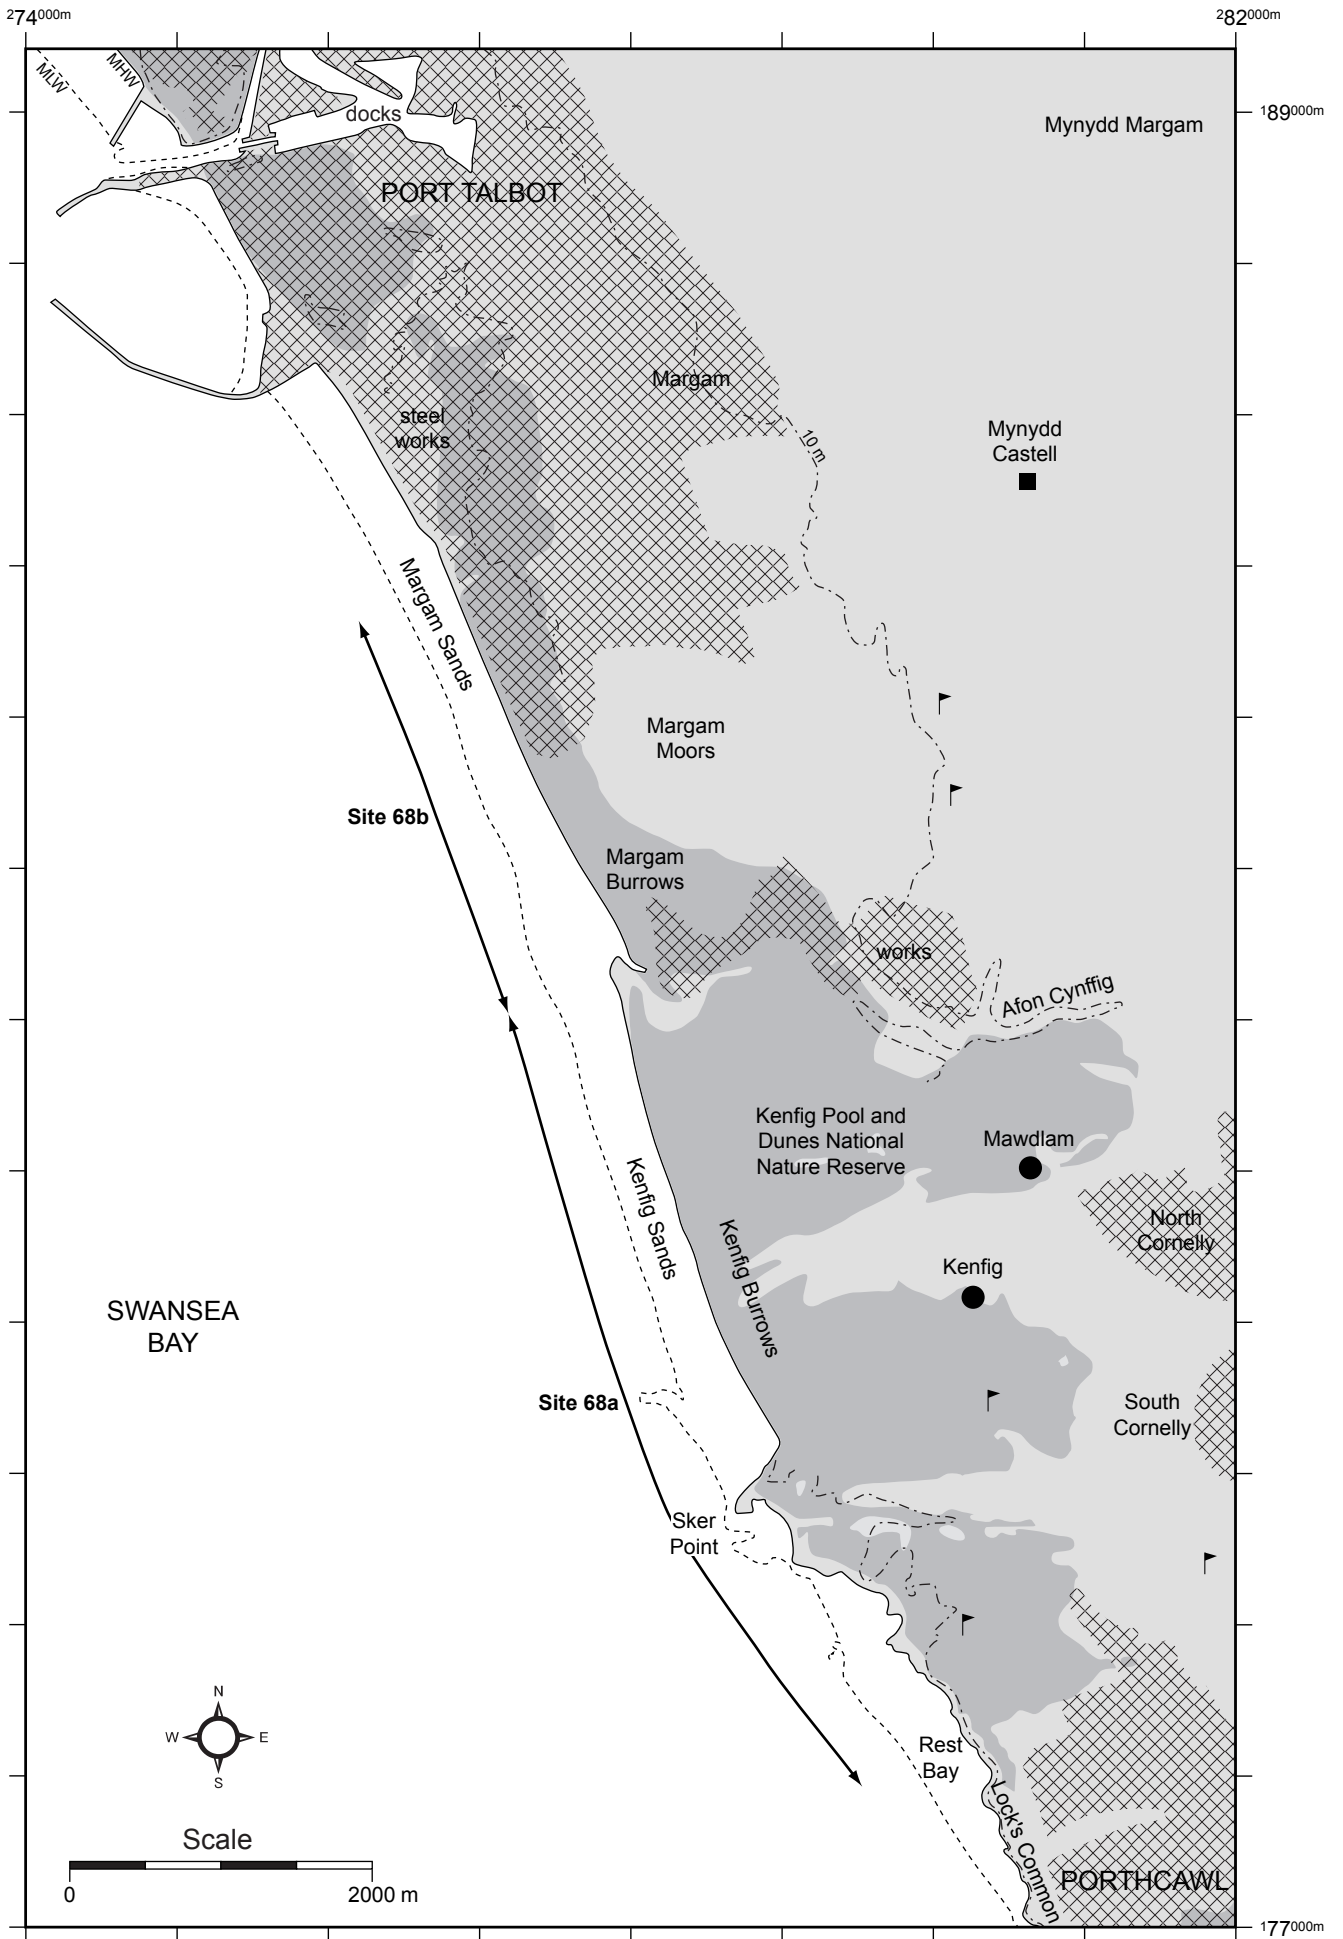 274000m
282000m
MLW
MHW
docks
189000m
Mynydd Margam
PORT TALBOT
Margam
steel
works
10 m
Mynydd
Castell
Margam Sands
Margam
Moors
Site 68b
Margam
Burrows
works
Afon Cynffig
Kenfig Pool and
Dunes National
Nature Reserve
Mawdlam
Kenfig Sands
Kenfig Burrows
North
Cornelly
Kenfig
SWANSEA
BAY
Site 68a
South
Cornelly
Sker
Point
N
W
E
S
Rest
Bay
Lock's Common
Scale
0
2000 m
PORTHCAWL
177000m